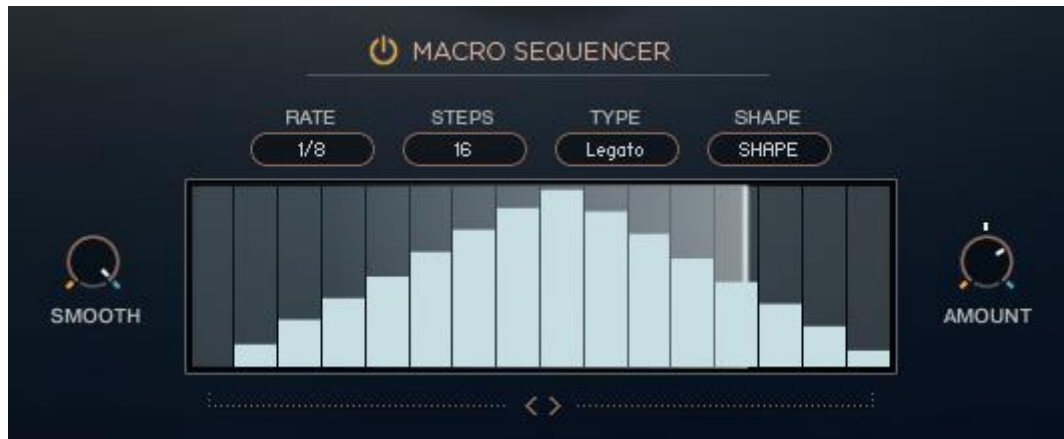 MACRO SEQUENCER
RATE STEPS TYPE SHAPE
1/8 16 Legato SHAPE
SMOOTH AMOUNT